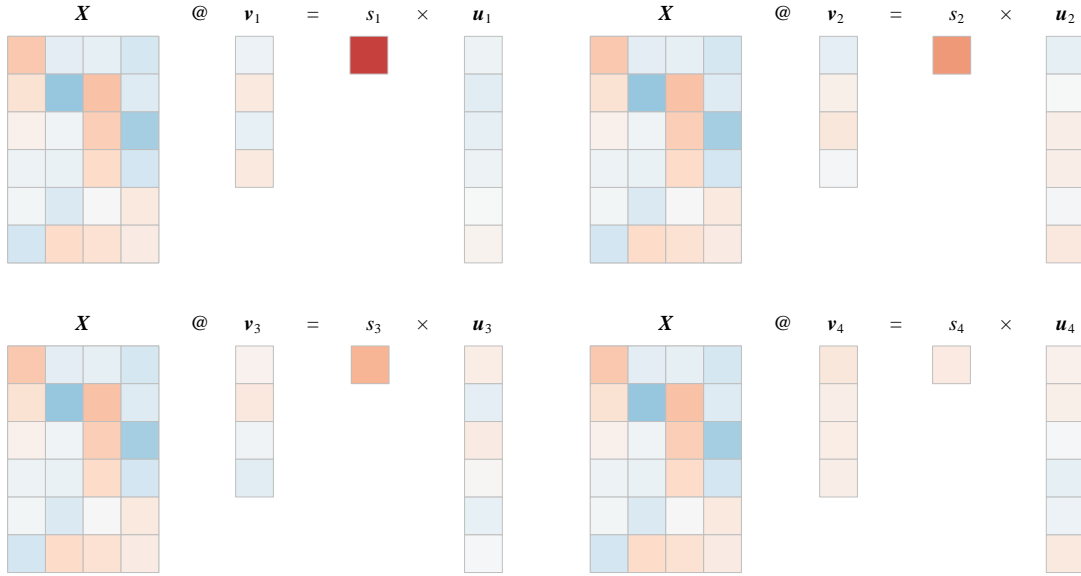 X @ v₁ = s₁ × u₁ X @ v₂ = s₂ × u₂
X @ v₃ = s₃ × u₃ X @ v₄ = s₄ × u₄